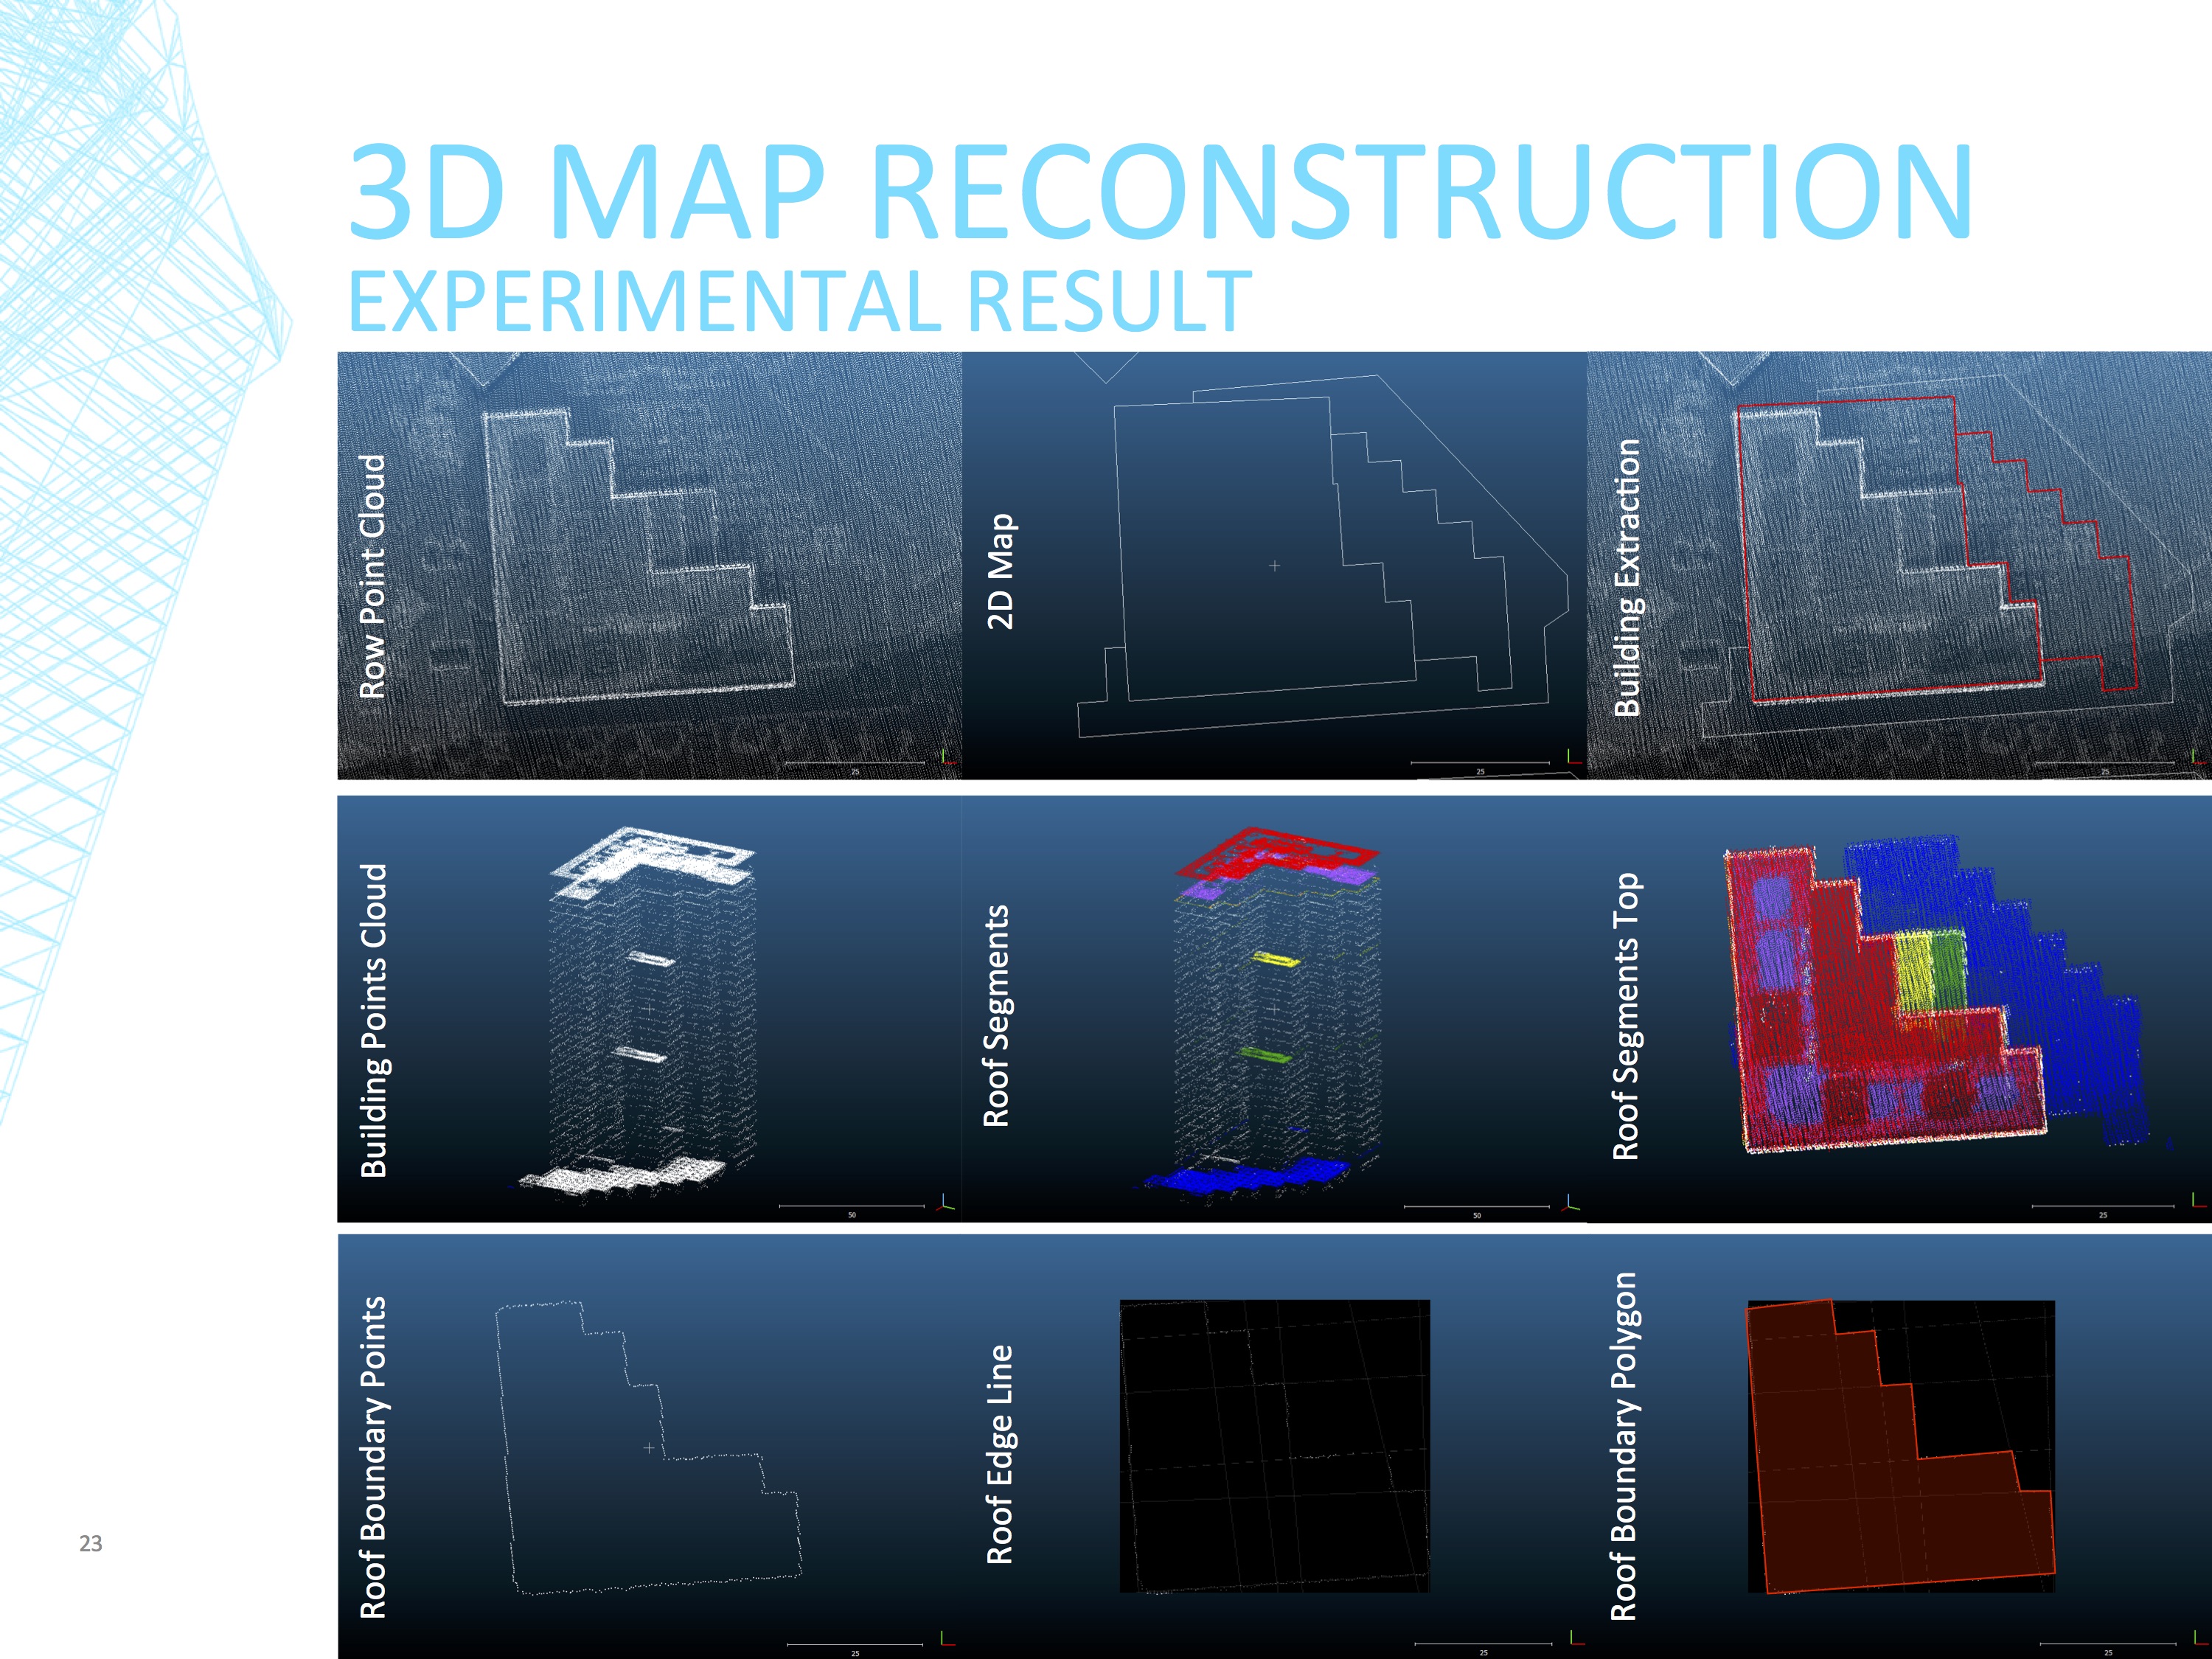 3D MAP RECONSTRUCTION
EXPERIMENTAL RESULT
Row Point Cloud
25
2D Map
25
Building Extraction
25
Building Points Cloud
50
Roof Segments
50
Roof Segments Top
25
Roof Boundary Points
25
Roof Edge Line
25
Roof Boundary Polygon
25
23